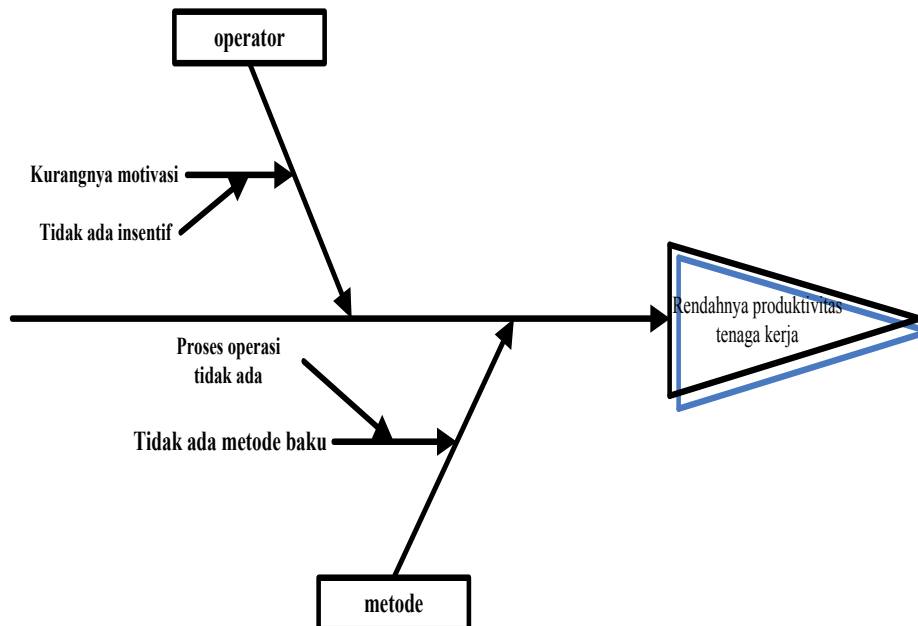 operator
Kurangnya motivasi
Tidak ada insentif
Rendahnya produktivitas
tenaga kerja
Proses operasi
tidak ada
Tidak ada metode baku
metode